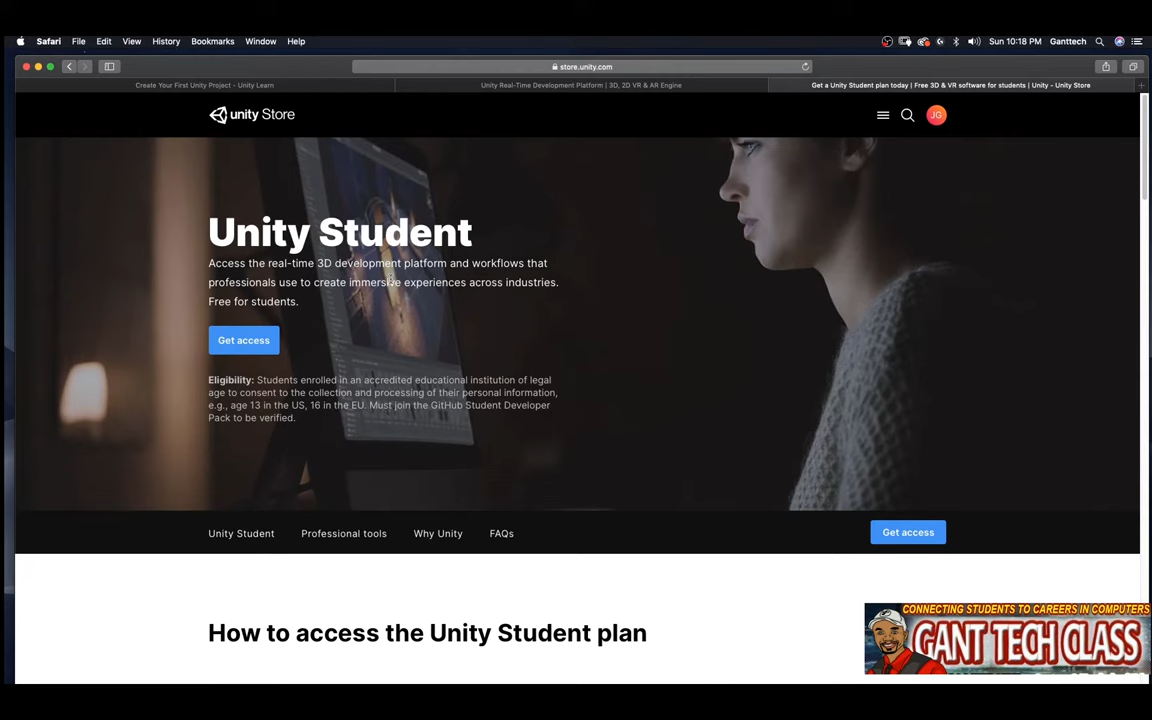 Safari File Edit View History Bookmarks Window Help
Sun 10:18 PM Ganttech
store.unity.com
Create Your First Unity Project - Unity Learn
Unity Real-Time Development Platform | 3D, 2D VR & AR Engine
Get a Unity Student plan today | Free 3D & VR software for students | Unity - Unity Store
unity Store
JG
Unity Student
Access the real-time 3D development platform and workflows that
professionals use to create immersive experiences across industries.
Free for students.
Get access
Eligibility: Students enrolled in an accredited educational institution of legal
age to consent to the collection and processing of their personal information,
e.g., age 13 in the US, 16 in the EU. Must join the GitHub Student Developer
Pack to be verified.
Unity Student Professional tools Why Unity FAQs
Get access
How to access the Unity Student plan
CONNECTING STUDENTS TO CAREERS IN COMPUTERS
GANT TECH CLASS